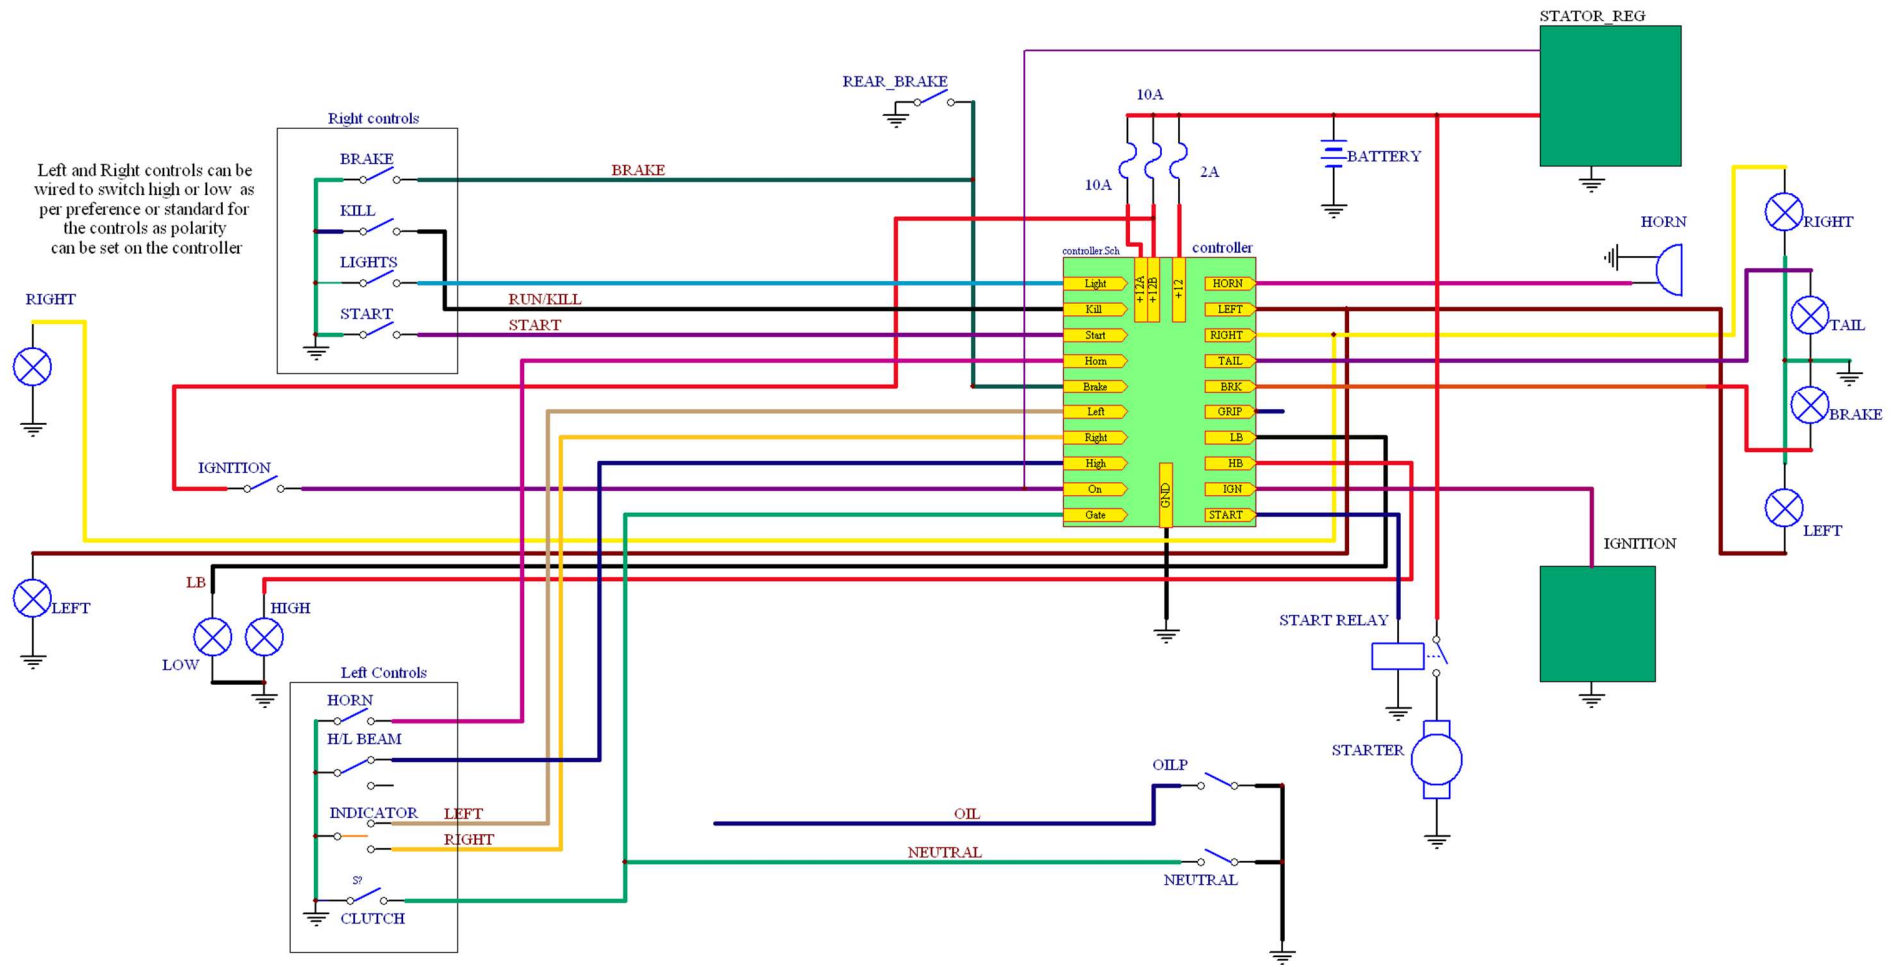 STATOR_REG
REAR_BRAKE
10A
Right controls
Left and Right controls can be
wired to switch high or low as
per preference or standard for
the controls as polarity
can be set on the controller
BRAKE
BRAKE
BATTERY
2A
10A
KILL
RIGHT
HORN
controller.Sch
controller
LIGHTS
Light
+12A
+12B
+12
HORN
RIGHT
RUN/KILL
Kill
LEFT
START
START
Start
RIGHT
TAIL
Horn
TAIL
Brake
BRK
BRAKE
Left
GRIP
Right
LB
IGNITION
High
HB
On
GND
IGN
Gate
START
LEFT
IGNITION
LB
LEFT
HIGH
START RELAY
LOW
Left Controls
HORN
H/L BEAM
STARTER
OILP
INDICATOR
LEFT
OIL
RIGHT
NEUTRAL
S?
NEUTRAL
CLUTCH